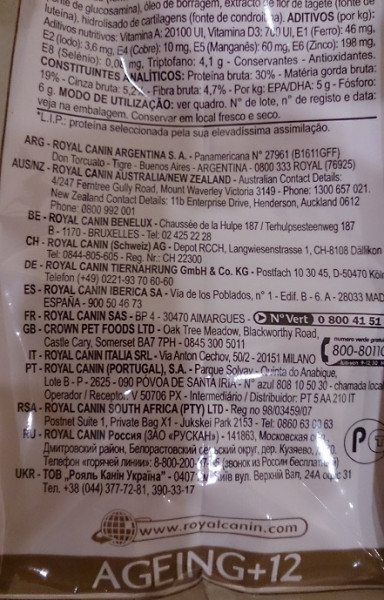 de glucosamina), óleo de borragem, extracto de flor de tagete (fonte de
luteína), hidrolisado de cartilagens (fonte de condroitina). ADITIVOS (por kg):
Aditivos nutritivos: Vitamina A: 20100 UI, Vitamina D3: 700 UI, E1 (Ferro): 46 mg,
E2 (Iodo): 3,6 mg, E4 (Cobre): 10 mg, E5 (Manganês): 60 mg, E6 (Zinco): 198 mg,
E8 (Selénio): mg, Triptofano: 4,1 g - Conservantes - Antioxidantes.
CONSTITUINTES ANALÍTICOS: Proteína bruta: 30% - Matéria gorda bruta:
19% - Cinza bruta: - Fibra bruta: 4,7% - Por kg: EPA/DHA: 5 g - Fósforo:
6 g. MODO DE UTILIZAÇÃO: ver quadro. N° de lote, n° de registo e data:
veja na embalagem. Conservar em local fresco e seco.
*L.I.P.: proteína seleccionada pela sua elevadíssima assimilação.
ARG - ROYAL CANIN ARGENTINA S. A. - Panamericana N° 27961 (B1611GFF)
Don Torcuato - Tigre - Buenos Aires - ARGENTINA - 0800 333 ROYAL (76925)
AUS/NZ - ROYAL CANIN AUSTRALIA/NEW ZEALAND - Australian Contact Details:
4/247 Ferntree Gully Road, Mount Waverley Victoria 3149 - Phone: 1300 657 021.
New Zealand Contact Details: 11b Enterprise Drive, Henderson, Auckland 0612
Phone: 0800 992 001
BE - ROYAL CANIN BENELUX - Chaussée de la Hulpe 187 / Terhulpsesteenweg 187
B - 1170 - BRUXELLES - Tel: 02 425 22 28
CH - ROYAL CANIN (Schweiz) AG - Depot RCCH, Langwiesenstrasse 1, CH-8108 Dällikon
Tel: 0844-805-605 - Reg. Nr.: CH 22300
DE - ROYAL CANIN TIERNAHRUNG GmbH & Co. KG - Postfach 10 30 45, D-50470 Köln
Telefon (+49) 0221-93 70 60-60
ES - ROYAL CANIN IBERICA SA - Vía de los Poblados, n° 1 - Edif. B - 6. A - 28033 MAD
ESPAÑA - 900 50 46 73
FR - ROYAL CANIN SAS - BP 4 - 30470 AIMARGUES - N° Vert 0 800 41 51
GB - CROWN PET FOODS LTD - Oak Tree Meadow, Blackworthy Road,
Castle Cary, Somerset BA7 7PH - 0845 300 5011
IT - ROYAL CANIN ITALIA SRL - Via Anton Cechov, 50/2 - 20151 MILANO 800-8010
PT - ROYAL CANIN (PORTUGAL), S.A. - Parque Solvay - Quinta do Anabique,
Lote B - P - 2625 - 090 PÓVOA DE SANTA IRIA - N° azul 808 10 50 30 - chamada local
Operador / Receptor V 50706 PX - Intermediário / Distribuidor: PT 5 AA 210 IT
RSA - ROYAL CANIN SOUTH AFRICA (PTY) LTD - Reg no 98/03459/07
Postnet Suite 1, Private Bag X1 - Jukskei Park 2153 - Tel: 0860 63 00 63
RU - ROYAL CANIN Россия (ЗАО «РУСКАН») - 141863, Московская
Дмитровский район, Белорастовский сельский округ, дер. Кузяево,
Телефон «горячей линии»: 8-800-200- (звонок из России бесплатный)
UKR - ТОВ „Рояль Канін Україна" - 0407 Київ вул. Верхній Вал, 24А офіс 31
Тел. +38 (044) 377-72-81, 390-33-17
www.royalcanin.com
AGEING+12